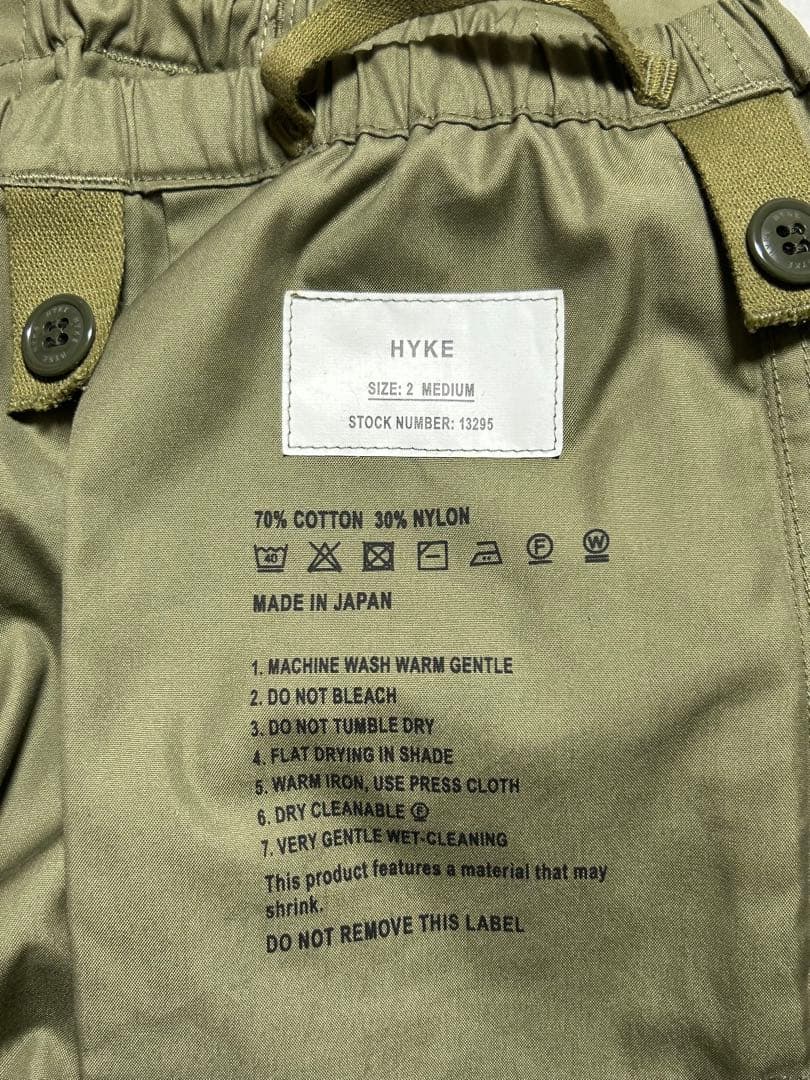 HYKE
SIZE: 2 MEDIUM
STOCK NUMBER: 13295
70% COTTON 30% NYLON
40 F W
MADE IN JAPAN
1. MACHINE WASH WARM GENTLE
2. DO NOT BLEACH
3. DO NOT TUMBLE DRY
4. FLAT DRYING IN SHADE
5. WARM IRON, USE PRESS CLOTH
6. DRY CLEANABLE Ⓕ
7. VERY GENTLE WET-CLEANING
This product features a material that may
shrink.
DO NOT REMOVE THIS LABEL